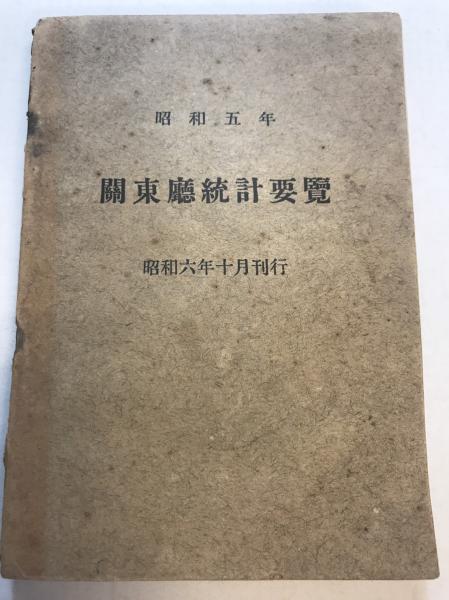 昭和五年
關東廳統計要覽
昭和六年十月刊行